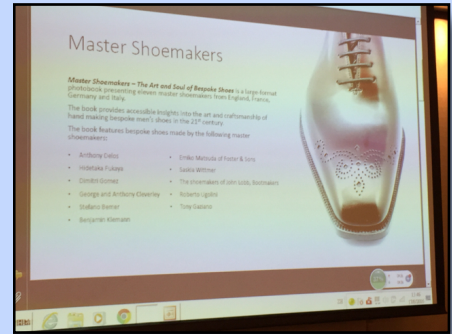 Master Shoemakers
Master Shoemakers – The Art and Soul of Bespoke Shoes is a large-format
photobook presenting eleven master shoemakers from England, France,
Germany and Italy.
The book provides accessible insights into the art and craftsmanship of
hand making bespoke men's shoes in the 21st century.
The book features bespoke shoes made by the following master
shoemakers:
• Anthony Delos
• Hidetaka Fukaya
• Dimitri Gomez
• George and Anthony Cleverley
• Stefano Bemer
• Benjamin Klemann
• Emiko Matsuda of Foster & Sons
• Saskia Wittmer
• The shoemakers of John Lobb, Bootmakers
• Roberto Ugolini
• Tony Gaziano